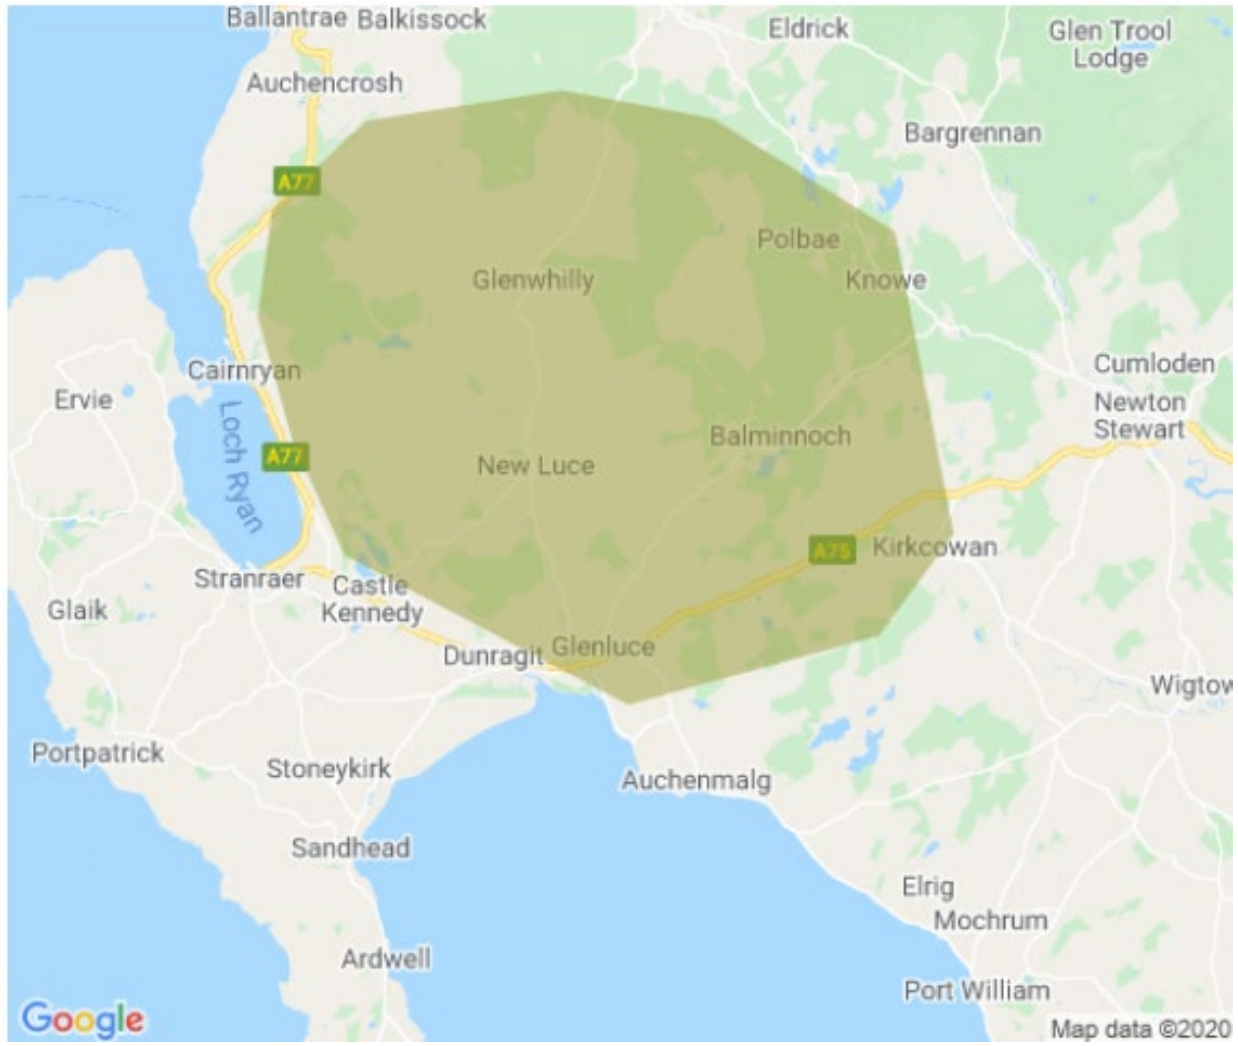 Ballantrae Balkissock
Eldrick
Glen Trool
Lodge
Auchencrosh
Bargrennan
A77
Polbae
Glenwhilly
Knowe
Cairnryan
Cumloden
Ervie
Newton
Stewart
Loch Ryan
Balminnoch
A77
New Luce
A75
Kirkcowan
Stranraer
Castle
Kennedy
Glaik
Dunragit
Glenluce
Wigtow
Portpatrick
Stoneykirk
Auchenmalg
Sandhead
Elrig
Mochrum
Ardwell
Port William
Google
Map data ©2020